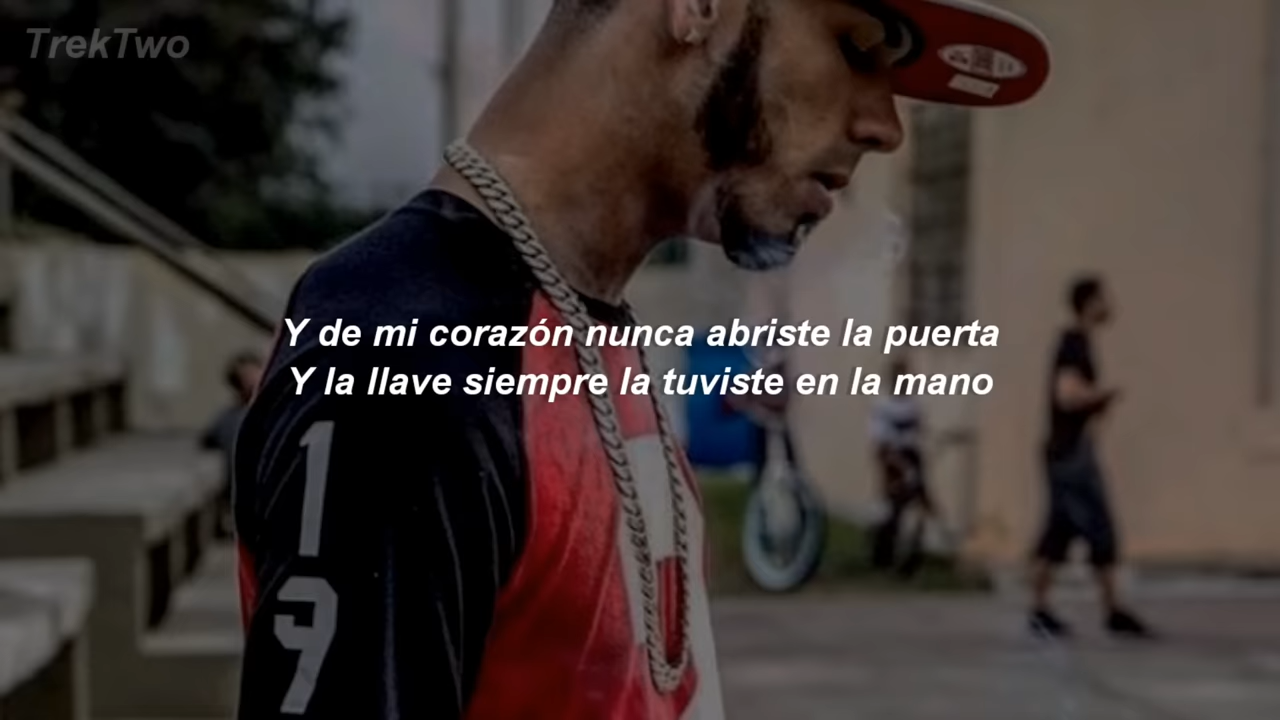 TrekTwo
Y de mi corazón nunca abriste la puerta
Y la llave siempre la tuviste en la mano
19